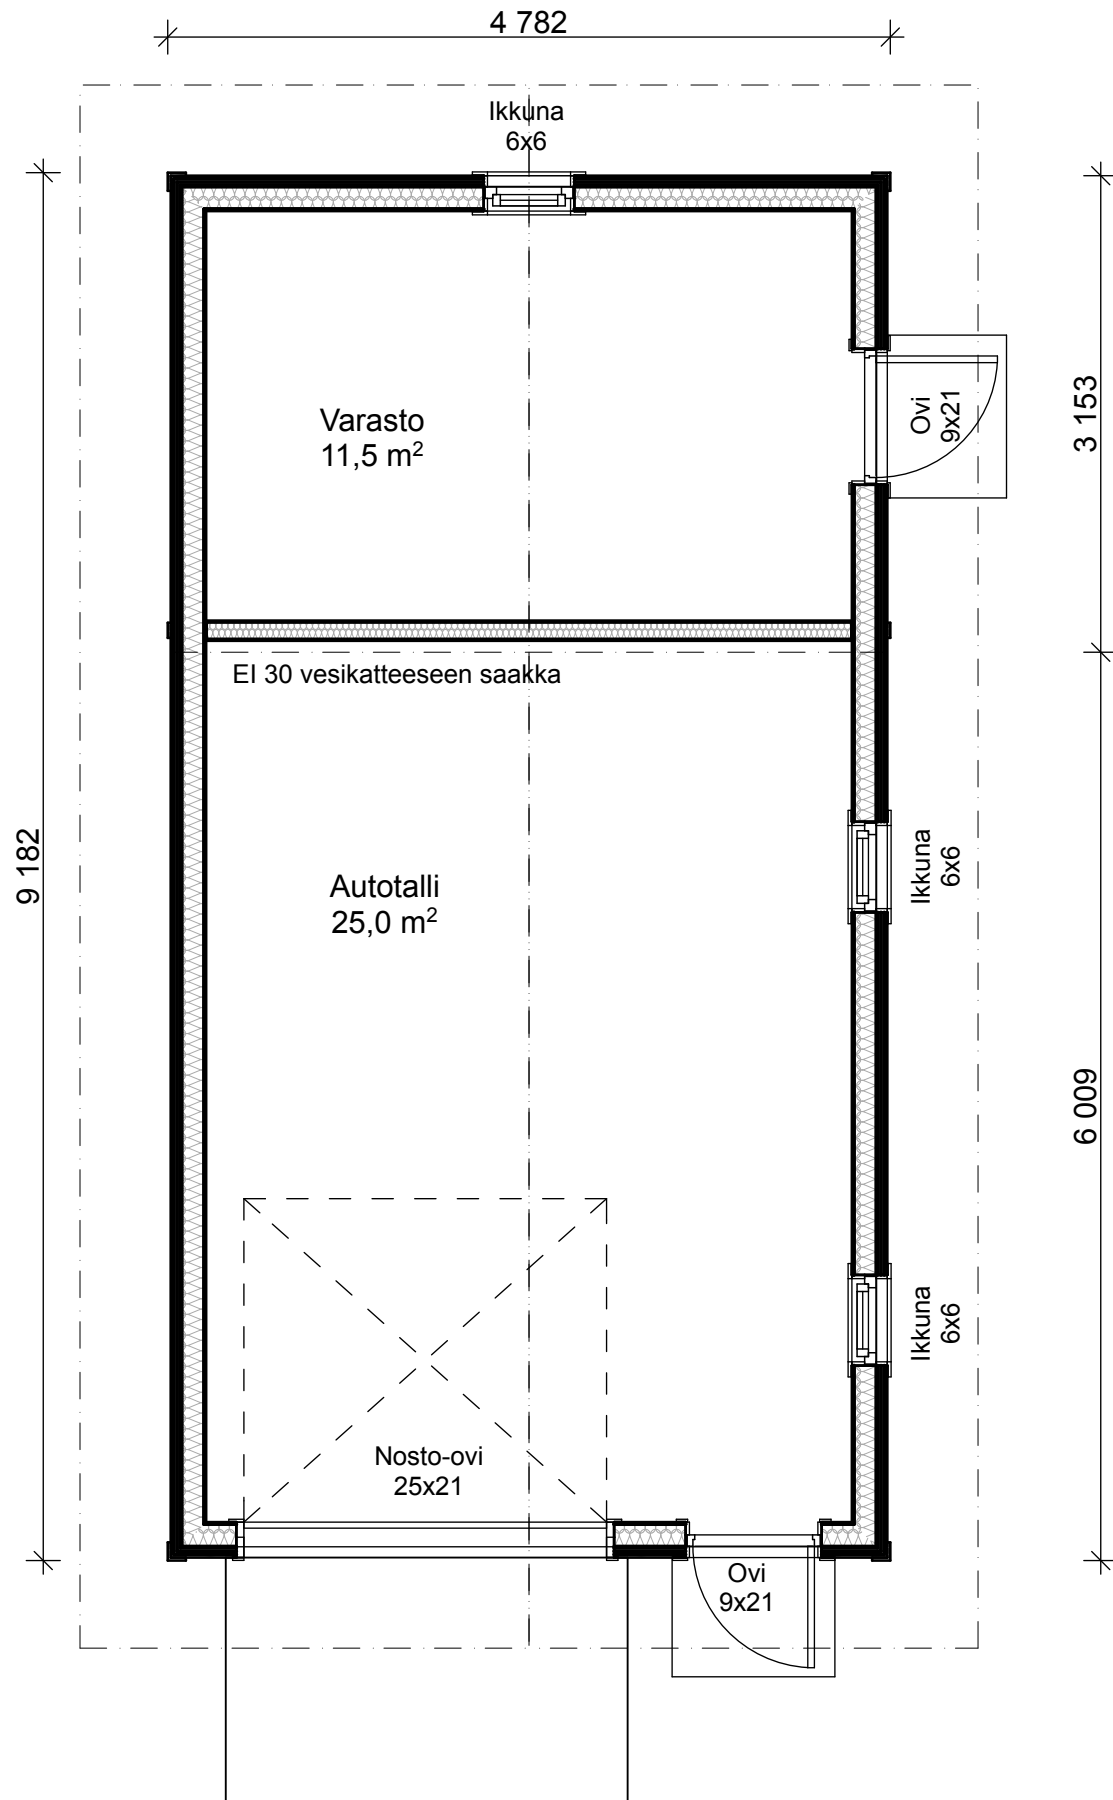 4 782
Ikkuna
6x6
Ovi
9x21
3 153
Varasto
11,5 m²
EI 30 vesikatteeseen saakka
9 182
Autotalli
25,0 m²
Ikkuna
6x6
6 009
Ikkuna
6x6
Nosto-ovi
25x21
Ovi
9x21